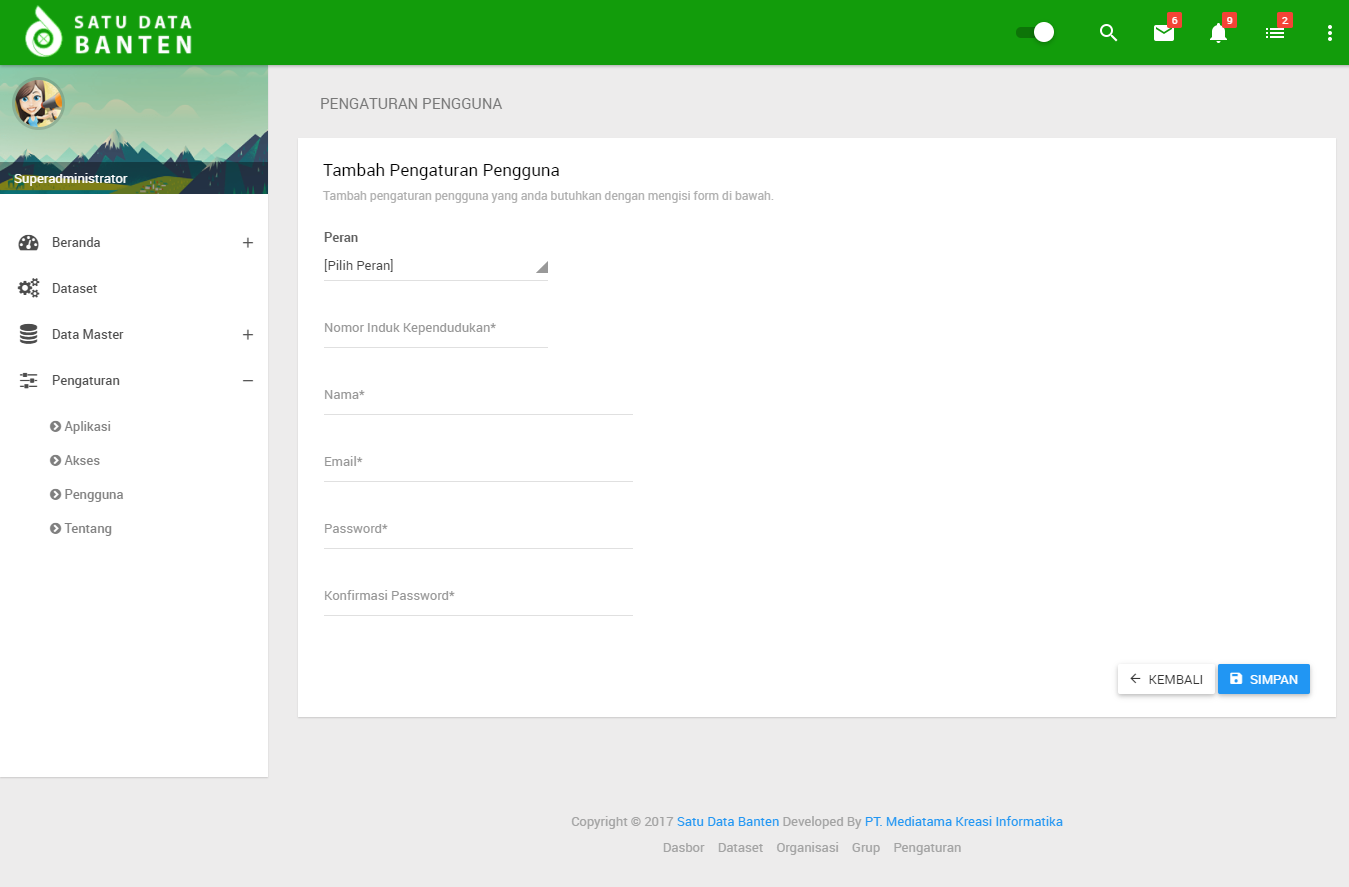 SATU DATA
BANTEN
6
9
2
Superadministrator
Beranda
Dataset
Data Master
Pengaturan
Aplikasi
Akses
Pengguna
Tentang
PENGATURAN PENGGUNA
Tambah Pengaturan Pengguna
Tambah pengaturan pengguna yang anda butuhkan dengan mengisi form di bawah.
Peran
[Pilih Peran]
Nomor Induk Kependudukan*
Nama*
Email*
Password*
Konfirmasi Password*
KEMBALI SIMPAN
Copyright © 2017 Satu Data Banten Developed By PT. Mediatama Kreasi Informatika
Dasbor Dataset Organisasi Grup Pengaturan